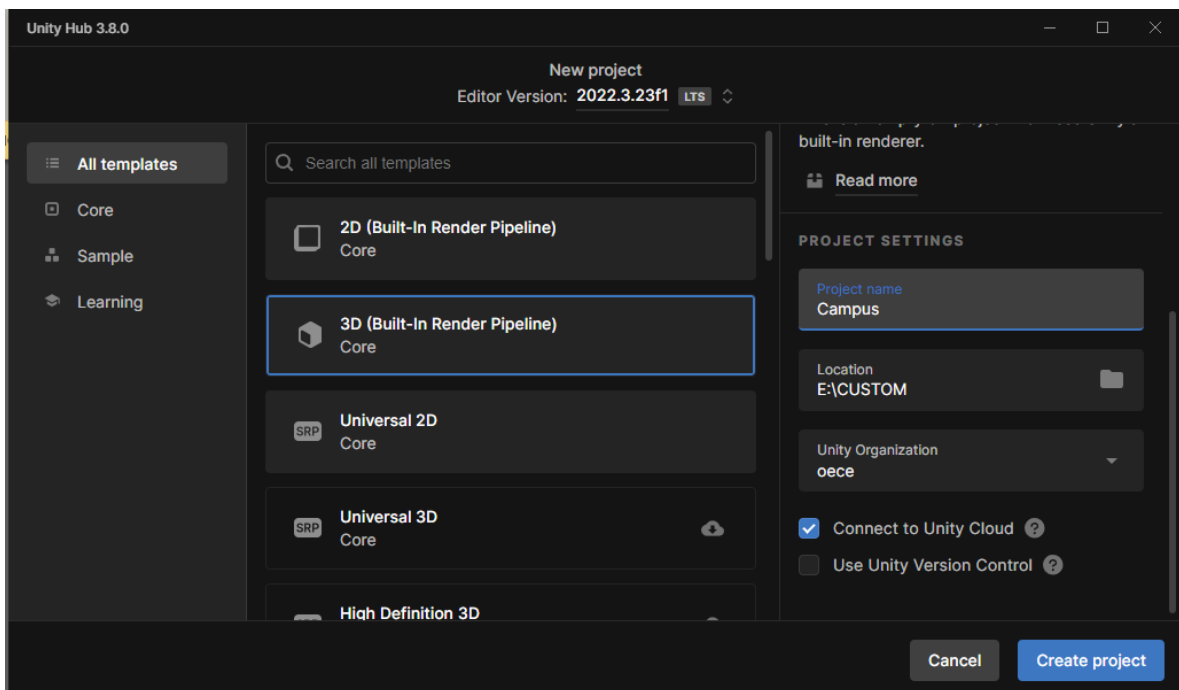 Unity Hub 3.8.0
New project
Editor Version: 2022.3.23f1 LTS
All templates
Core
Sample
Learning
Search all templates
2D (Built-In Render Pipeline)
Core
3D (Built-In Render Pipeline)
Core
SRP
Universal 2D
Core
SRP
Universal 3D
Core
High Definition 3D
built-in renderer.
Read more
PROJECT SETTINGS
Project name
Campus
Location
E:\CUSTOM
Unity Organization
oece
Connect to Unity Cloud ?
Use Unity Version Control ?
Cancel
Create project